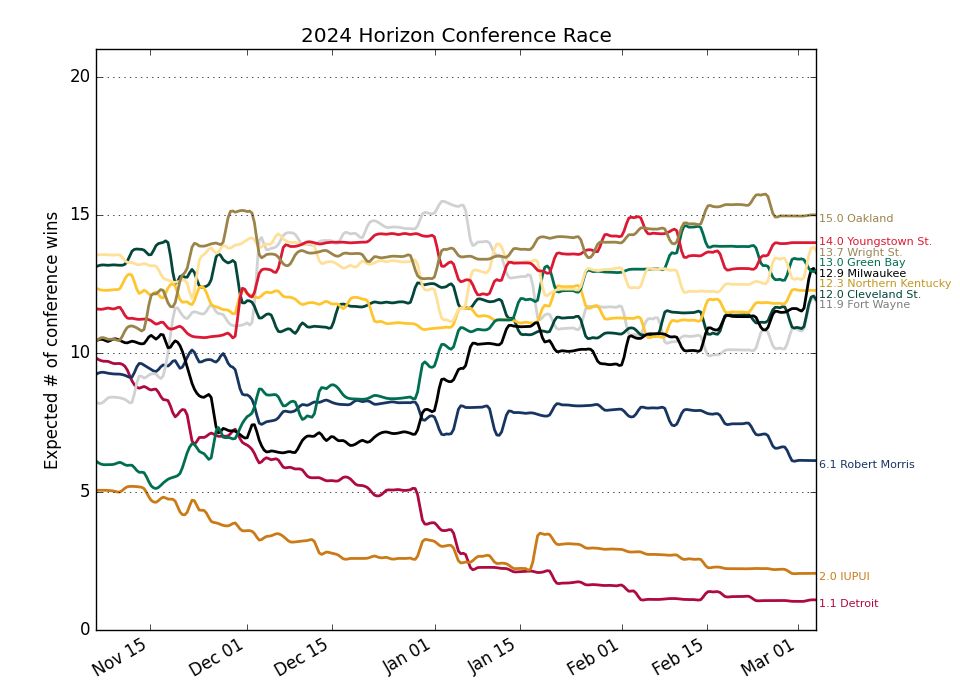 2024 Horizon Conference Race
Expected # of conference wins
20
15
10
5
0
15.0 Oakland
14.0 Youngstown St.
13.7 Wright St.
13.0 Green Bay
12.9 Milwaukee
12.3 Northern Kentucky
12.0 Cleveland St.
11.9 Fort Wayne
6.1 Robert Morris
2.0 IUPUI
1.1 Detroit
Nov 15
Dec 01
Dec 15
Jan 01
Jan 15
Feb 01
Feb 15
Mar 01